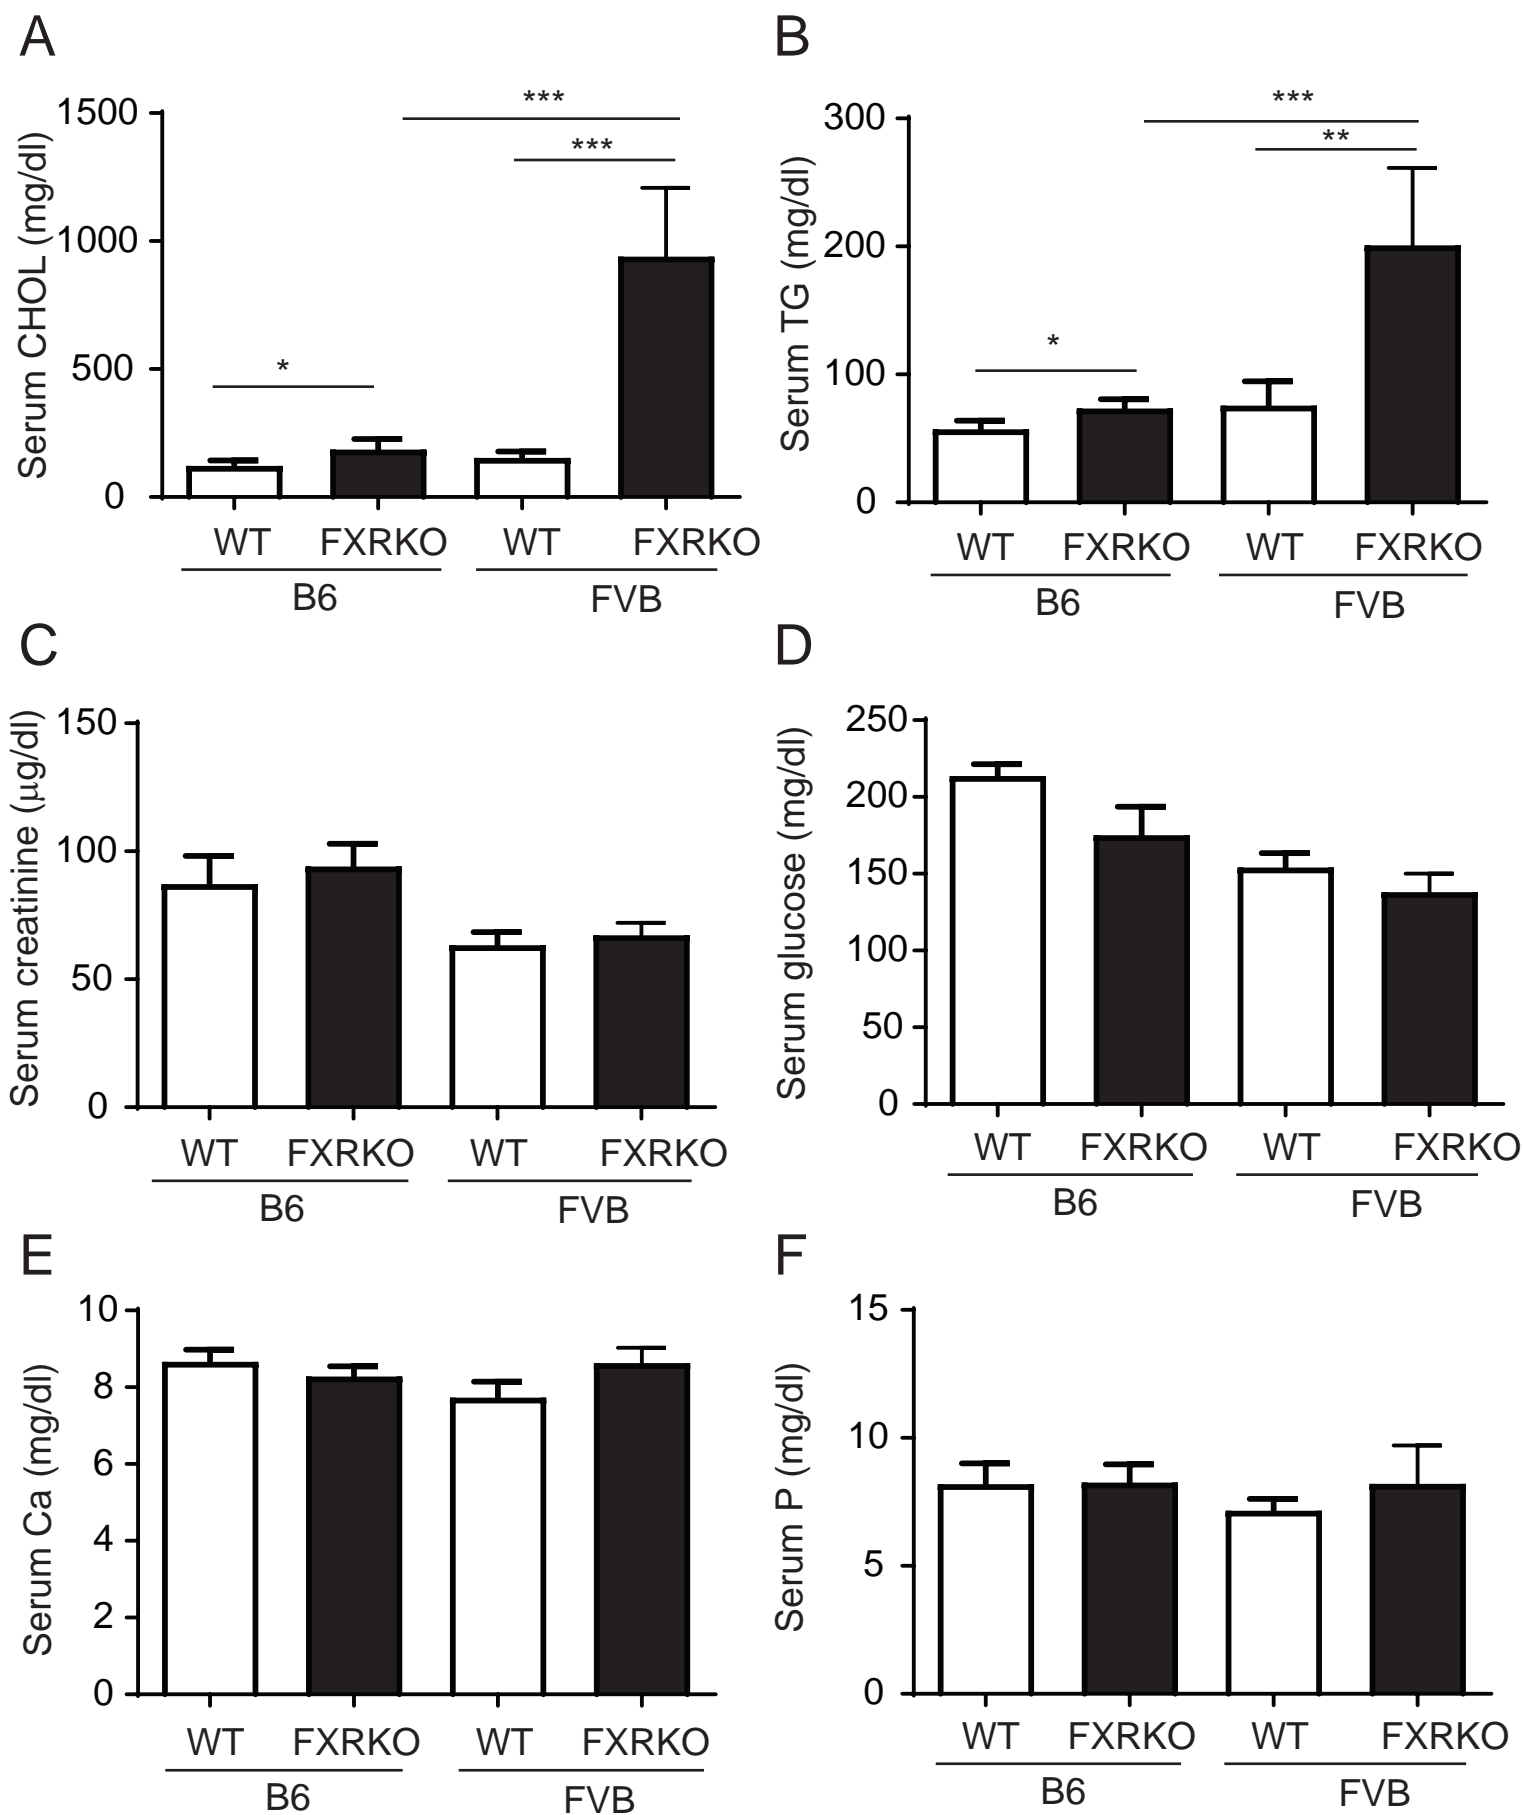 A
Serum CHOL (mg/dl)
1500
1000
500
0
***
***
*
WT FXRKO WT FXRKO
B6 FVB
B
Serum TG (mg/dl)
300
200
100
0
***
**
*
WT FXRKO WT FXRKO
B6 FVB
C
Serum creatinine (μg/dl)
150
100
50
0
WT FXRKO WT FXRKO
B6 FVB
D
Serum glucose (mg/dl)
250
200
150
100
50
0
WT FXRKO WT FXRKO
B6 FVB
E
Serum Ca (mg/dl)
10
8
6
4
2
0
WT FXRKO WT FXRKO
B6 FVB
F
Serum P (mg/dl)
15
10
5
0
WT FXRKO WT FXRKO
B6 FVB